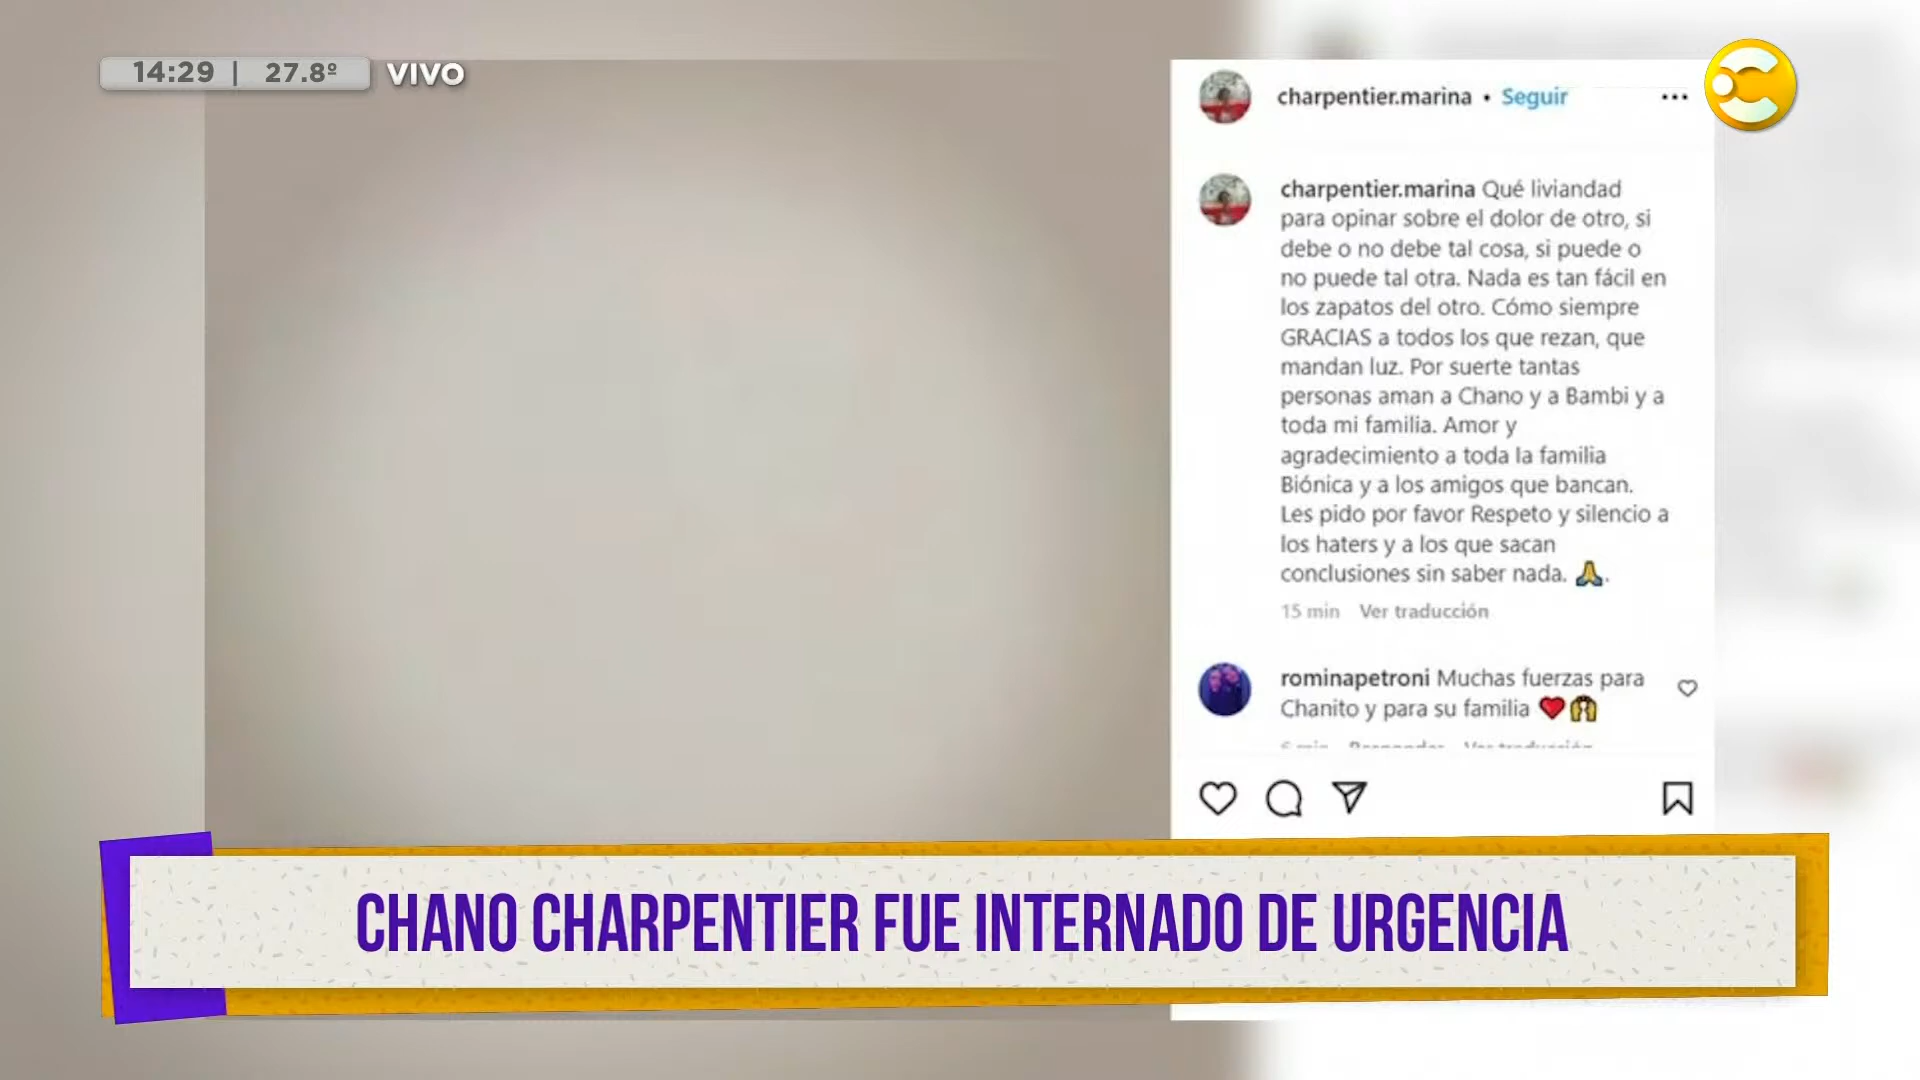 14:29 | 27.8º VIVO
charpentier.marina • Seguir
charpentier.marina Qué liviandad
para opinar sobre el dolor de otro, si
debe o no debe tal cosa, si puede o
no puede tal otra. Nada es tan fácil en
los zapatos del otro. Cómo siempre
GRACIAS a todos los que rezan, que
mandan luz. Por suerte tantas
personas aman a Chano y a Bambi y a
toda mi familia. Amor y
agradecimiento a toda la familia
Biónica y a los amigos que bancan.
Les pido por favor Respeto y silencio a
los haters y a los que sacan
conclusiones sin saber nada. 🙏.
15 min Ver traducción
rominapetroni Muchas fuerzas para
Chanito y para su familia ❤️🙌
6 min Responder Ver traducción
CHANO CHARPENTIER FUE INTERNADO DE URGENCIA